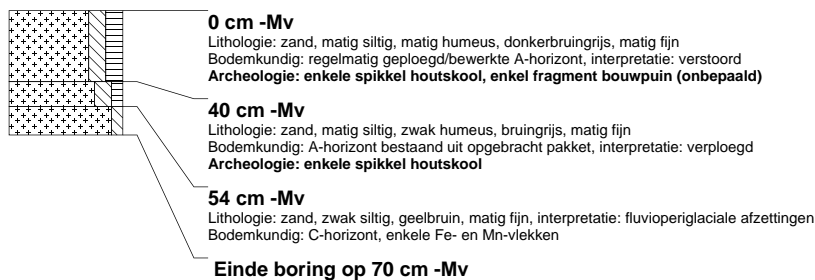 0 cm -Mv
Lithologie: zand, matig siltig, matig humeus, donkerbruingrijs, matig fijn
Bodemkundig: regelmatig geploegd/bewerkte A-horizont, interpretatie: verstoord
Archeologie: enkele spikkel houtskool, enkel fragment bouwpuin (onbepaald)
40 cm -Mv
Lithologie: zand, matig siltig, zwak humeus, bruingrijs, matig fijn
Bodemkundig: A-horizont bestaand uit opgebracht pakket, interpretatie: verploegd
Archeologie: enkele spikkel houtskool
54 cm -Mv
Lithologie: zand, zwak siltig, geelbruin, matig fijn, interpretatie: fluvioperiglaciale afzettingen
Bodemkundig: C-horizont, enkele Fe- en Mn-vlekken
Einde boring op 70 cm -Mv